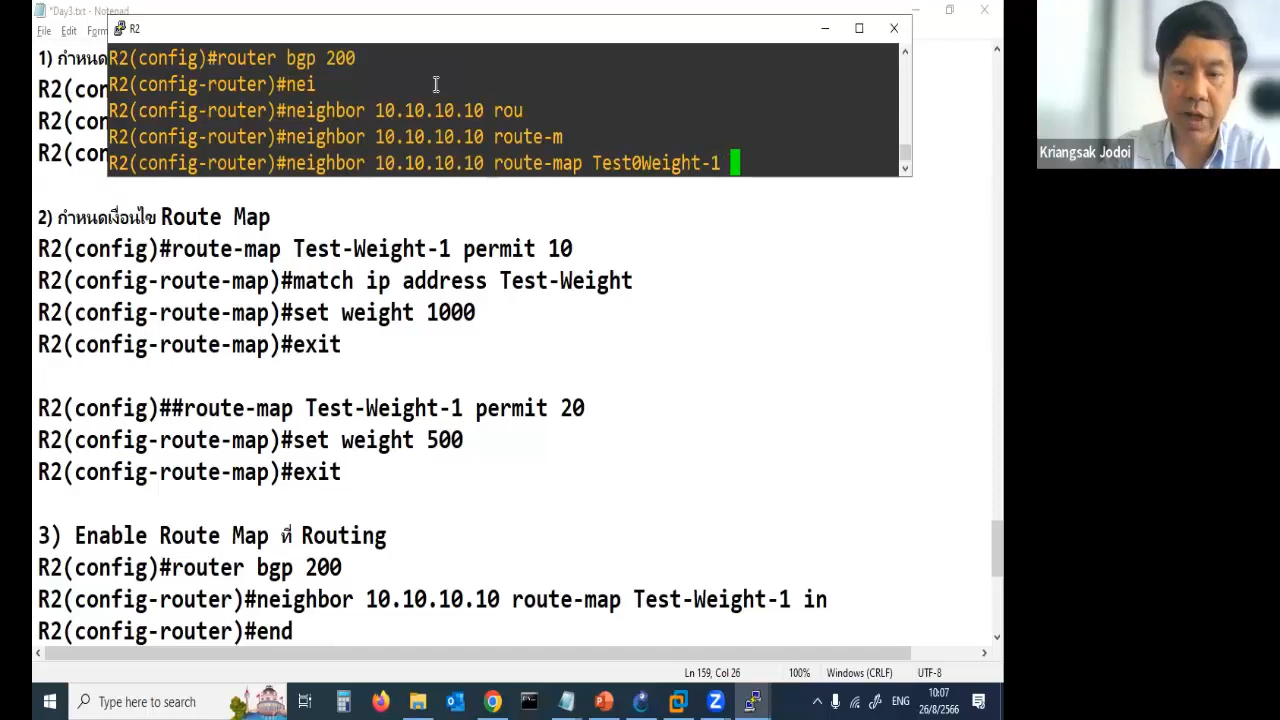 *Day3.txt - Notepad
File Edit Form
R2
R2(config)#router bgp 200
R2(config-router)#nei
R2(config-router)#neighbor 10.10.10.10 rou
R2(config-router)#neighbor 10.10.10.10 route-m
R2(config-router)#neighbor 10.10.10.10 route-map Test0Weight-1
1) กำหนด
R2(con
R2(con
R2(con
2) กำหนดเงื่อนไข Route Map
R2(config)#route-map Test-Weight-1 permit 10
R2(config-route-map)#match ip address Test-Weight
R2(config-route-map)#set weight 1000
R2(config-route-map)#exit
R2(config)##route-map Test-Weight-1 permit 20
R2(config-route-map)#set weight 500
R2(config-route-map)#exit
3) Enable Route Map ที่ Routing
R2(config)#router bgp 200
R2(config-router)#neighbor 10.10.10.10 route-map Test-Weight-1 in
R2(config-router)#end
Ln 159, Col 26 100% Windows (CRLF) UTF-8
Type here to search
ENG
10:07
26/8/2566
Kriangsak Jodoi